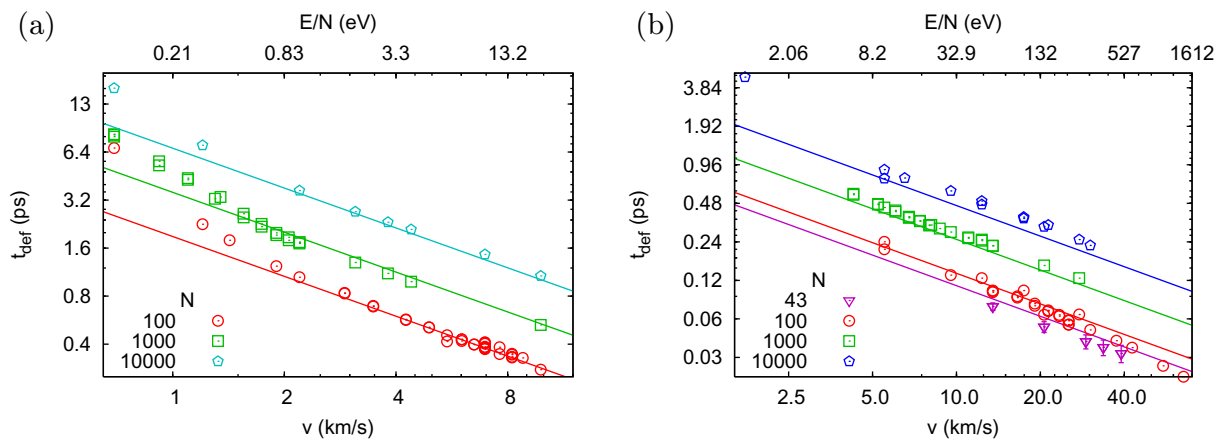 (a)
E/N (eV)
0.21 0.83 3.3 13.2
t_def (ps)
13
6.4
3.2
1.6
0.8
0.4
N
100
1000
10000
1 2 4 8
v (km/s)
(b)
E/N (eV)
2.06 8.2 32.9 132 527 1612
t_def (ps)
3.84
1.92
0.96
0.48
0.24
0.12
0.06
0.03
N
43
100
1000
10000
2.5 5.0 10.0 20.0 40.0
v (km/s)